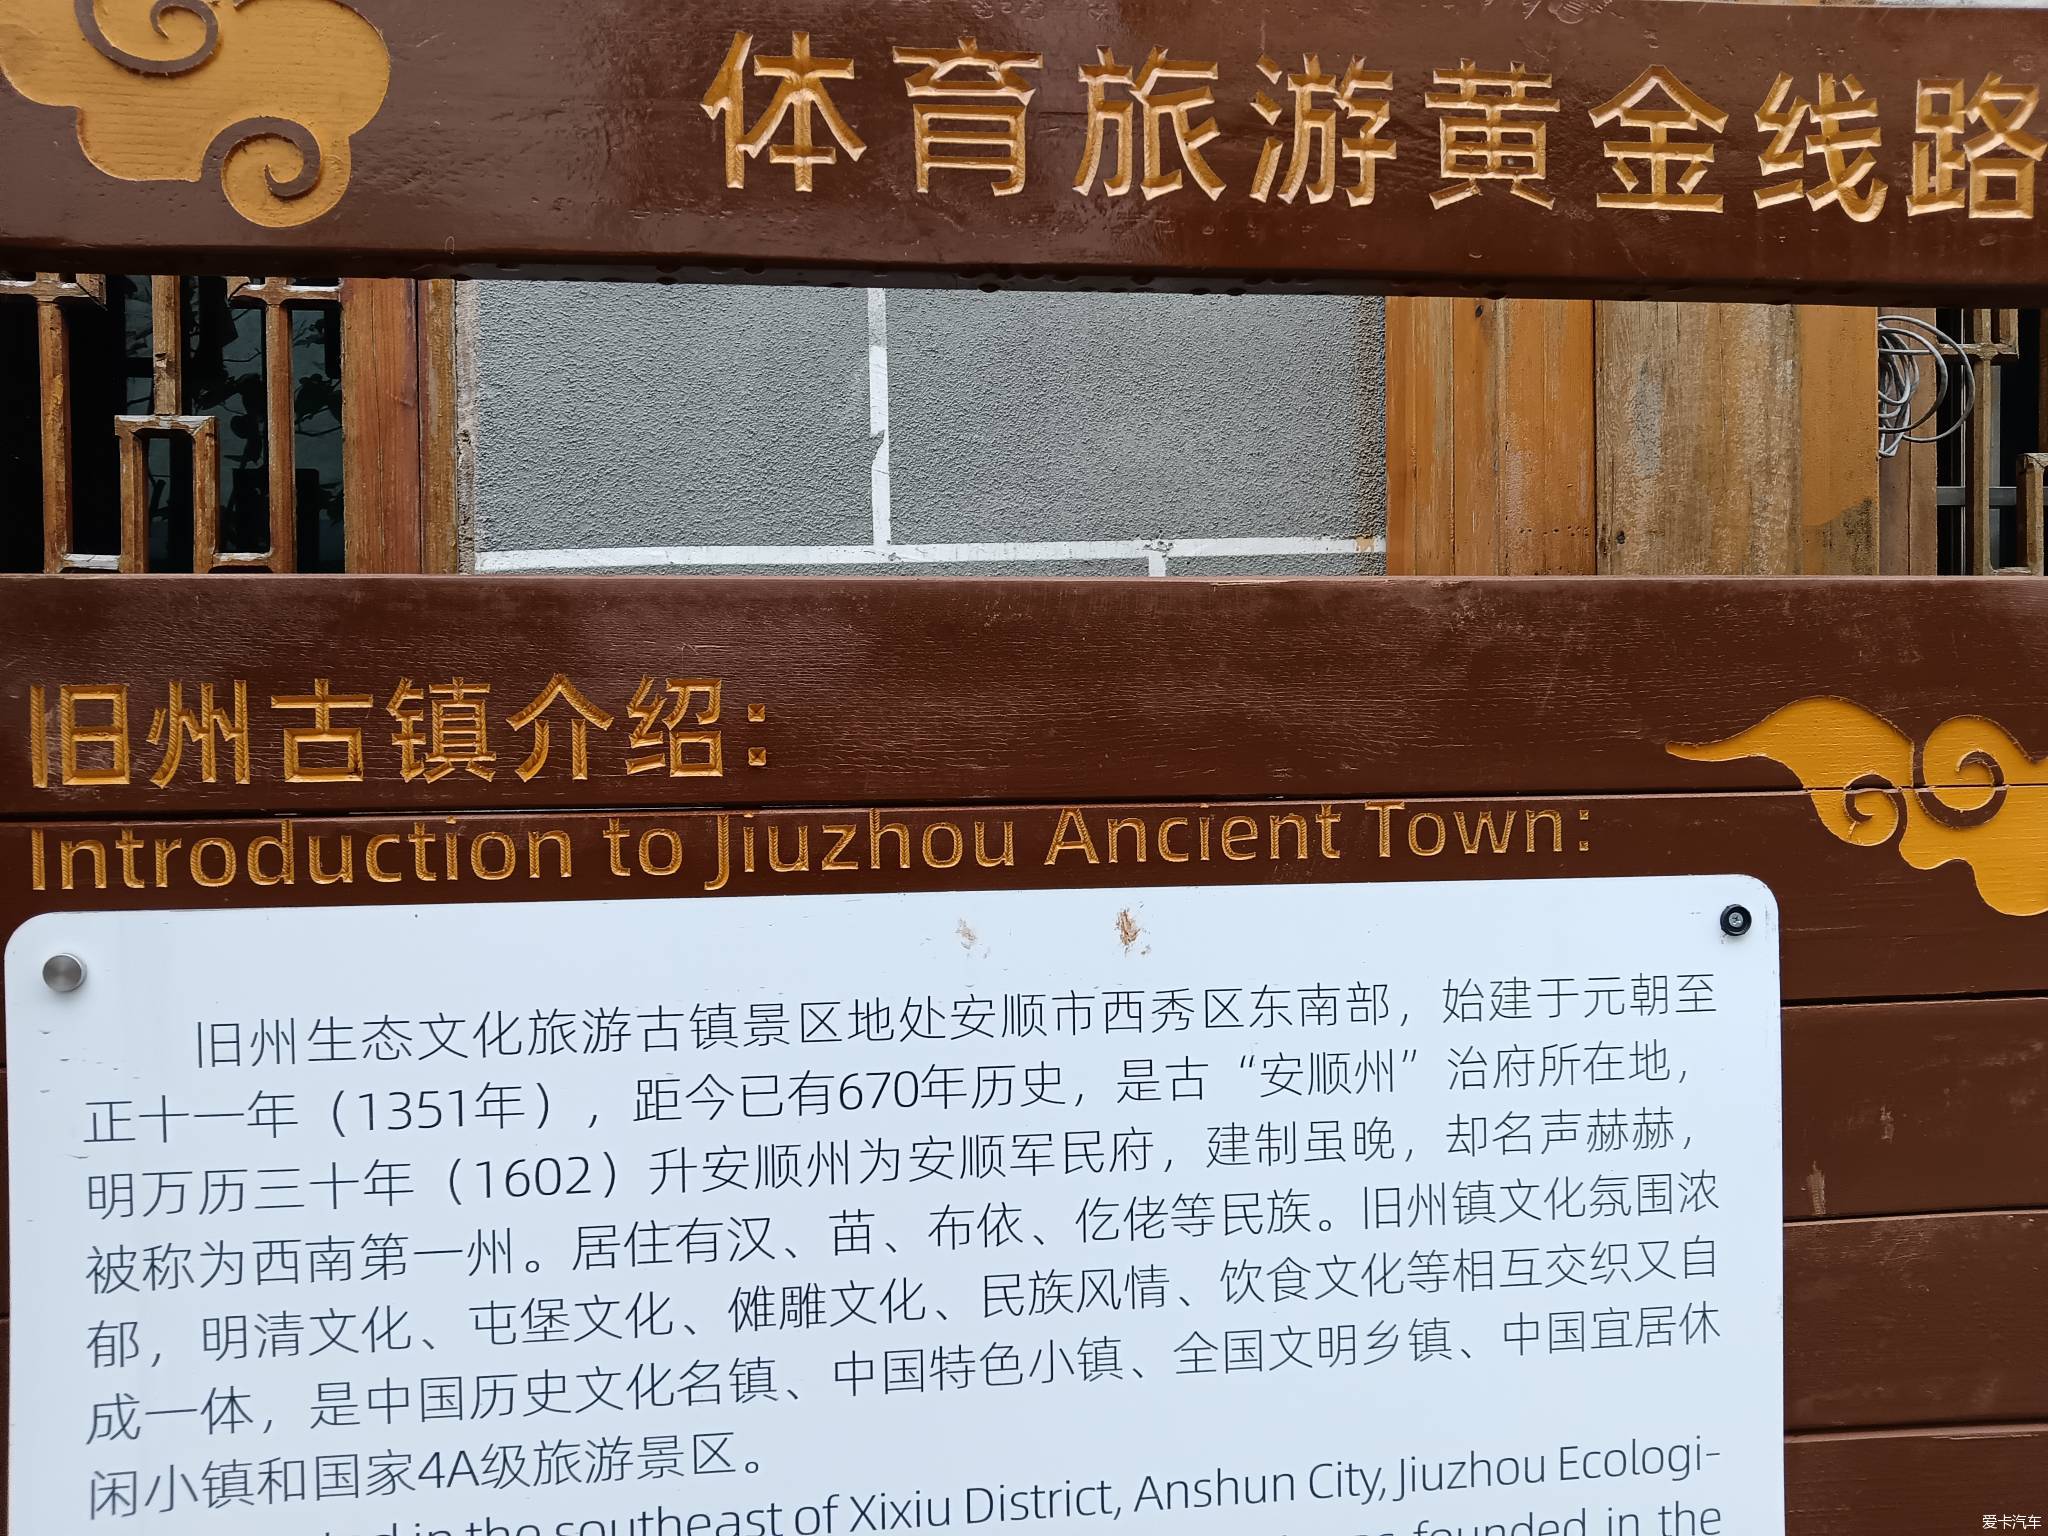 体育旅游黄金线路
旧州古镇介绍：
Introduction to Jiuzhou Ancient Town:
旧州生态文化旅游古镇景区地处安顺市西秀区东南部，始建于元朝至
正十一年（1351年），距今已有670年历史，是古“安顺州”治府所在地，
明万历三十年（1602）升安顺州为安顺军民府，建制虽晚，却名声赫赫，
被称为西南第一州。居住有汉、苗、布依、仡佬等民族。旧州镇文化氛围浓
郁，明清文化、屯堡文化、傩雕文化、民族风情、饮食文化等相互交织又自
成一体，是中国历史文化名镇、中国特色小镇、全国文明乡镇、中国宜居休
闲小镇和国家4A级旅游景区。
in the southeast of Xixiu District, Anshun City, Jiuzhou Ecologi-
founded in the
爱卡汽车